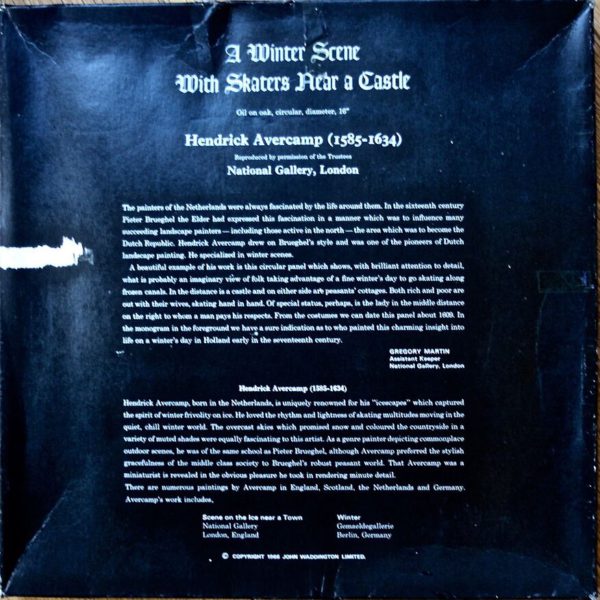 A Winter Scene
With Skaters Near a Castle
Oil on oak, circular, diameter, 16"
Hendrick Avercamp (1585-1634)
Reproduced by permission of the Trustees
National Gallery, London
The painters of the Netherlands were always fascinated by the life around them. In the sixteenth century
Pieter Brueghel the Elder had expressed this fascination in a manner which was to influence many
succeeding landscape painters — including those active in the north — the area which was to become the
Dutch Republic. Hendrick Avercamp drew on Brueghel's style and was one of the pioneers of Dutch
landscape painting. He specialized in winter scenes.
A beautiful example of his work is this circular panel which shows, with brilliant attention to detail,
what is probably an imaginary view of folk taking advantage of a fine winter's day to go skating along
frozen canals. In the distance is a castle and on either side are peasants' cottages. Both rich and poor are
out with their wives, skating hand in hand. Of special status, perhaps, is the lady in the middle distance
on the right to whom a man pays his respects. From the costumes we can date this panel about 1609. In
the monogram in the foreground we have a sure indication as to who painted this charming insight into
life on a winter's day in Holland early in the seventeenth century.
GREGORY MARTIN
Assistant Keeper
National Gallery, London
Hendrick Avercamp (1585-1634)
Hendrick Avercamp, born in the Netherlands, is uniquely renowned for his "icescapes" which captured
the spirit of winter frivolity on ice. He loved the rhythm and lightness of skating multitudes moving in the
quiet, chill winter world. The overcast skies which promised snow and coloured the countryside in a
variety of muted shades were equally fascinating to this artist. As a genre painter depicting commonplace
outdoor scenes, he was of the same school as Pieter Brueghel, although Avercamp preferred the stylish
gracefulness of the middle class society to Brueghel's robust peasant world. That Avercamp was a
miniaturist is revealed in the obvious pleasure he took in rendering minute detail.
There are numerous paintings by Avercamp in England, Scotland, the Netherlands and Germany.
Avercamp's work includes,
Scene on the Ice near a Town Winter
National Gallery Gemaeldegallerie
London, England Berlin, Germany
© COPYRIGHT 1966 JOHN WADDINGTON LIMITED.